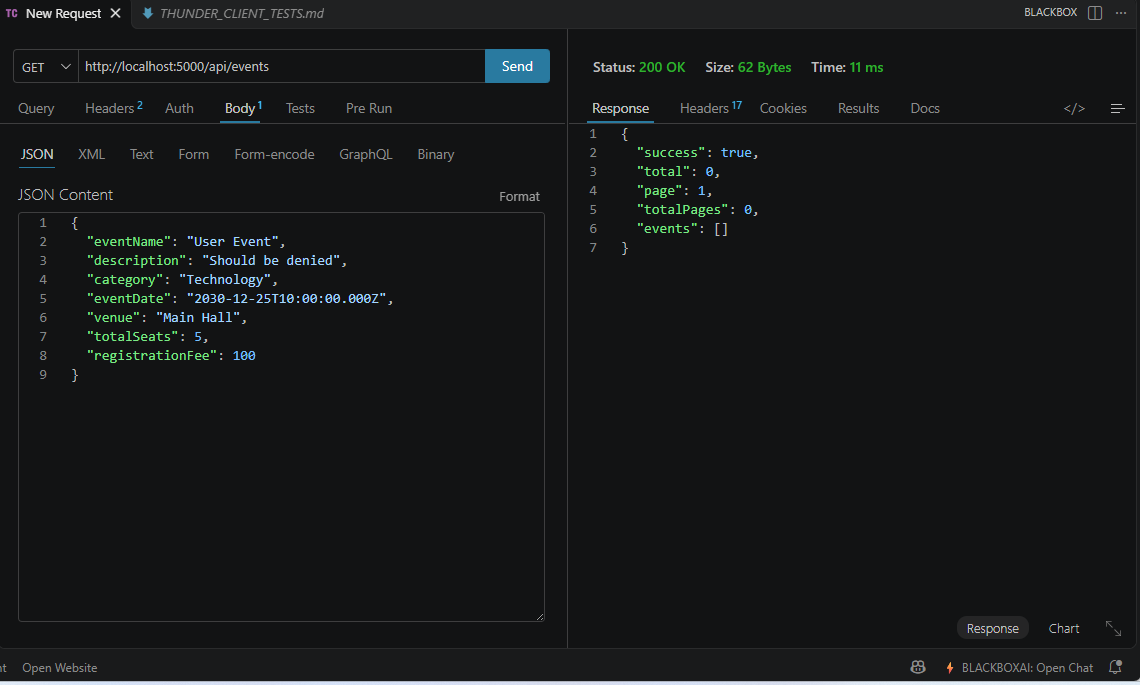 TC New Request THUNDER_CLIENT_TESTS.md BLACKBOX ...
GET http://localhost:5000/api/events Send
Status: 200 OK Size: 62 Bytes Time: 11 ms
Query Headers 2 Auth Body 1 Tests Pre Run
Response Headers 17 Cookies Results Docs </>
JSON XML Text Form Form-encode GraphQL Binary
JSON Content Format
1 {
2 "eventName": "User Event",
3 "description": "Should be denied",
4 "category": "Technology",
5 "eventDate": "2030-12-25T10:00:00.000Z",
6 "venue": "Main Hall",
7 "totalSeats": 5,
8 "registrationFee": 100
9 }
1 {
2 "success": true,
3 "total": 0,
4 "page": 1,
5 "totalPages": 0,
6 "events": []
7 }
Response Chart
Open Website BLACKBOXAI: Open Chat